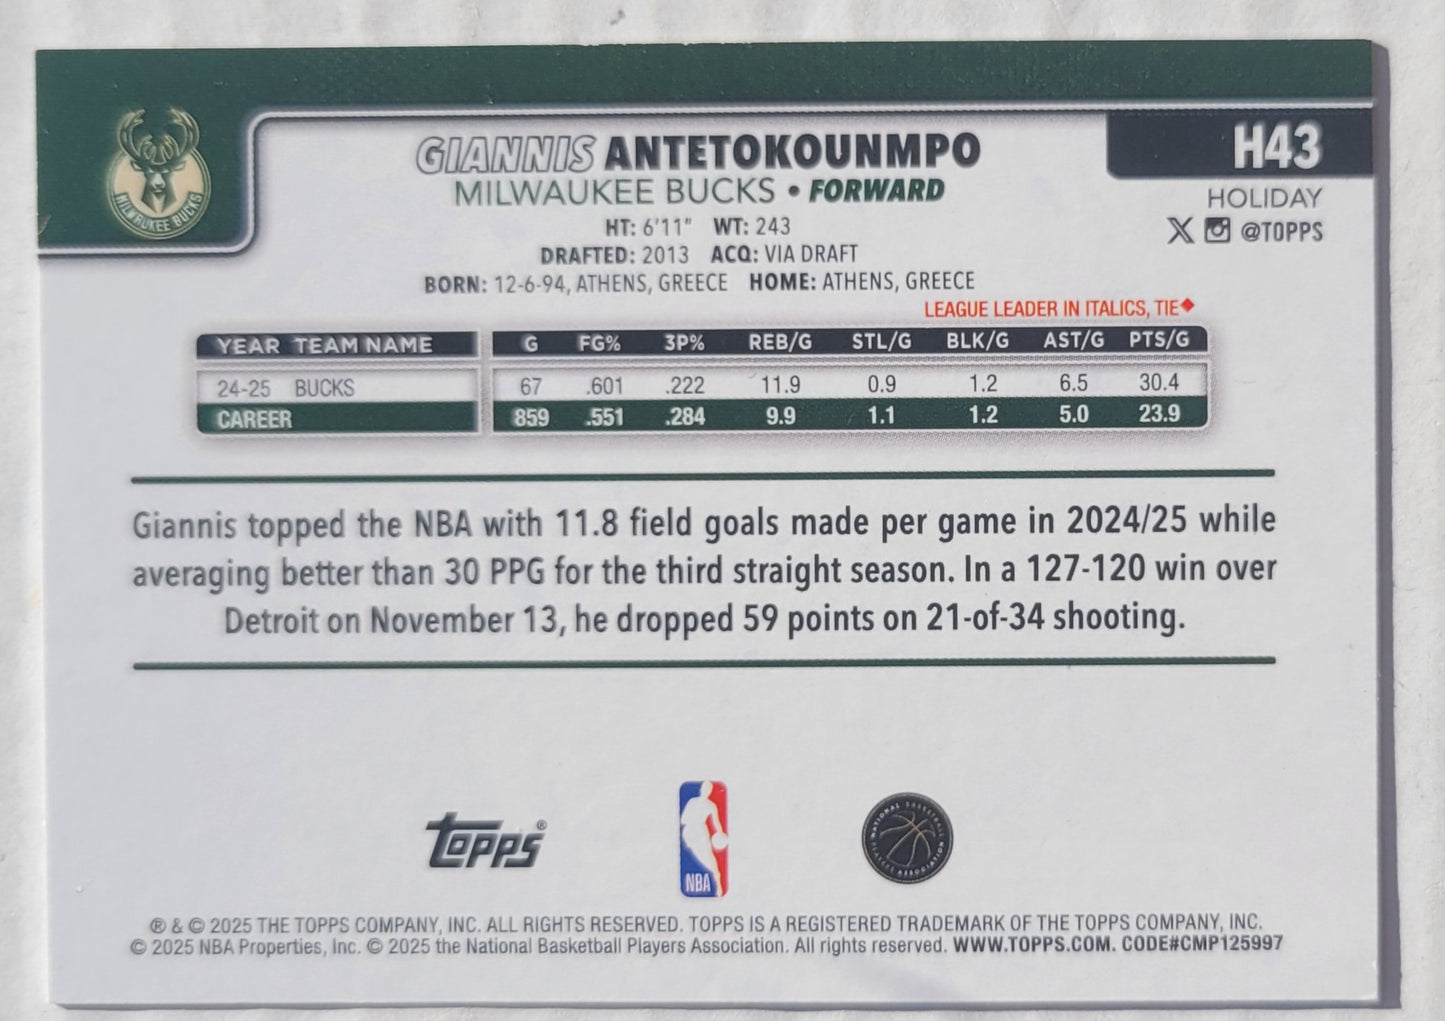 MILWAUKEE BUCKS
GIANNIS ANTETOKOUNMPO
MILWAUKEE BUCKS • FORWARD
HT: 6'11" WT: 243
DRAFTED: 2013 ACQ: VIA DRAFT
BORN: 12-6-94, ATHENS, GREECE HOME: ATHENS, GREECE
H43
HOLIDAY
@TOPPS
LEAGUE LEADER IN ITALICS, TIE◆
YEAR TEAM NAME G FG% 3P% REB/G STL/G BLK/G AST/G PTS/G
24-25 BUCKS 67 .601 .222 11.9 0.9 1.2 6.5 30.4
CAREER 859 .551 .284 9.9 1.1 1.2 5.0 23.9
Giannis topped the NBA with 11.8 field goals made per game in 2024/25 while
averaging better than 30 PPG for the third straight season. In a 127-120 win over
Detroit on November 13, he dropped 59 points on 21-of-34 shooting.
Topps®
NBA
NATIONAL BASKETBALL
PLAYERS ASSOCIATION
® & © 2025 THE TOPPS COMPANY, INC. ALL RIGHTS RESERVED. TOPPS IS A REGISTERED TRADEMARK OF THE TOPPS COMPANY, INC.
© 2025 NBA Properties, Inc. © 2025 the National Basketball Players Association. All rights reserved. WWW.TOPPS.COM. CODE#CMP125997